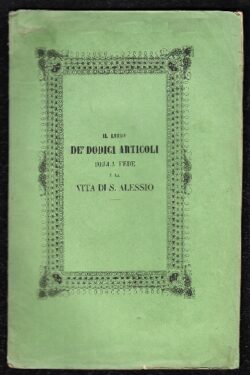 IL LIBRO
DE' DODICI ARTICOLI
DELLA FEDE
E LA
VITA DI S. ALESSIO